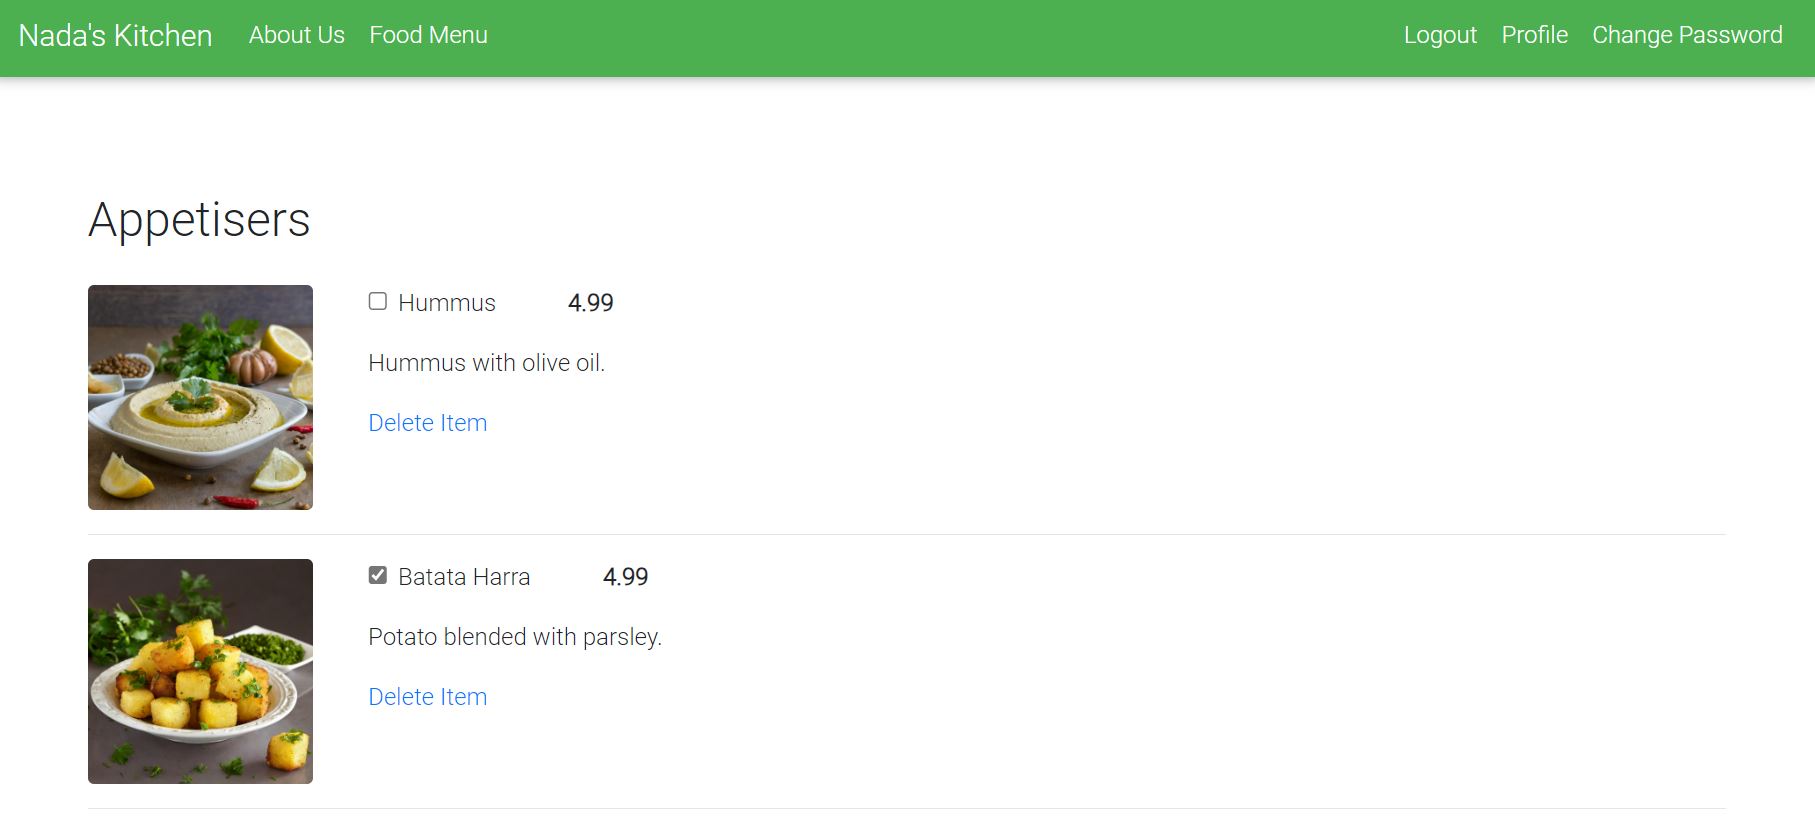 Nada's Kitchen About Us Food Menu Logout Profile Change Password
Appetisers
Hummus 4.99
Hummus with olive oil.
Delete Item
Batata Harra 4.99
Potato blended with parsley.
Delete Item